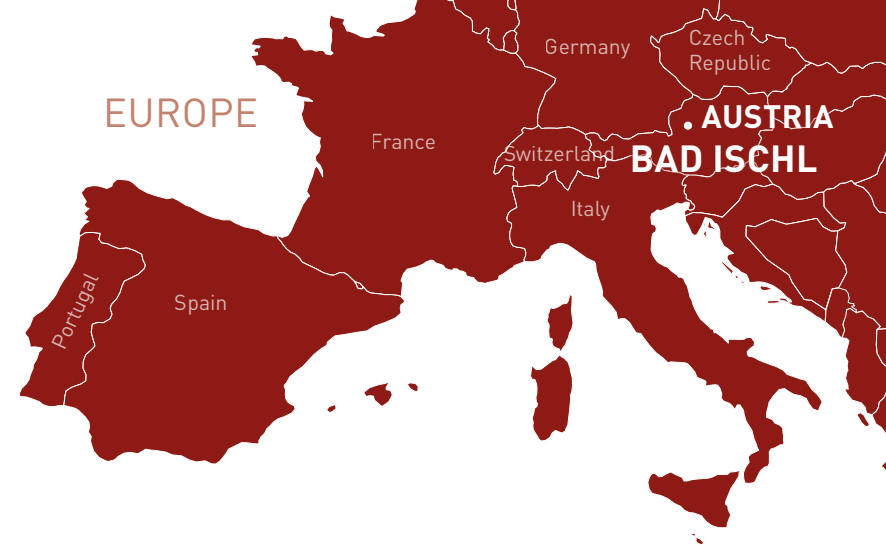 Germany
Czech
Republic
EUROPE
. AUSTRIA
France
Switzerland
BAD ISCHL
Italy
Portugal
Spain